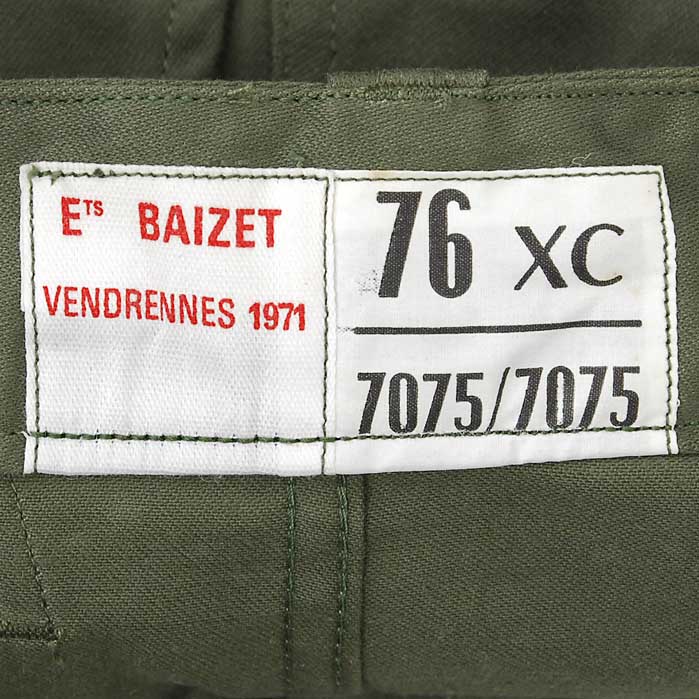 ETS BAIZET
VENDRENNES 1971
76 XC
7075/7075